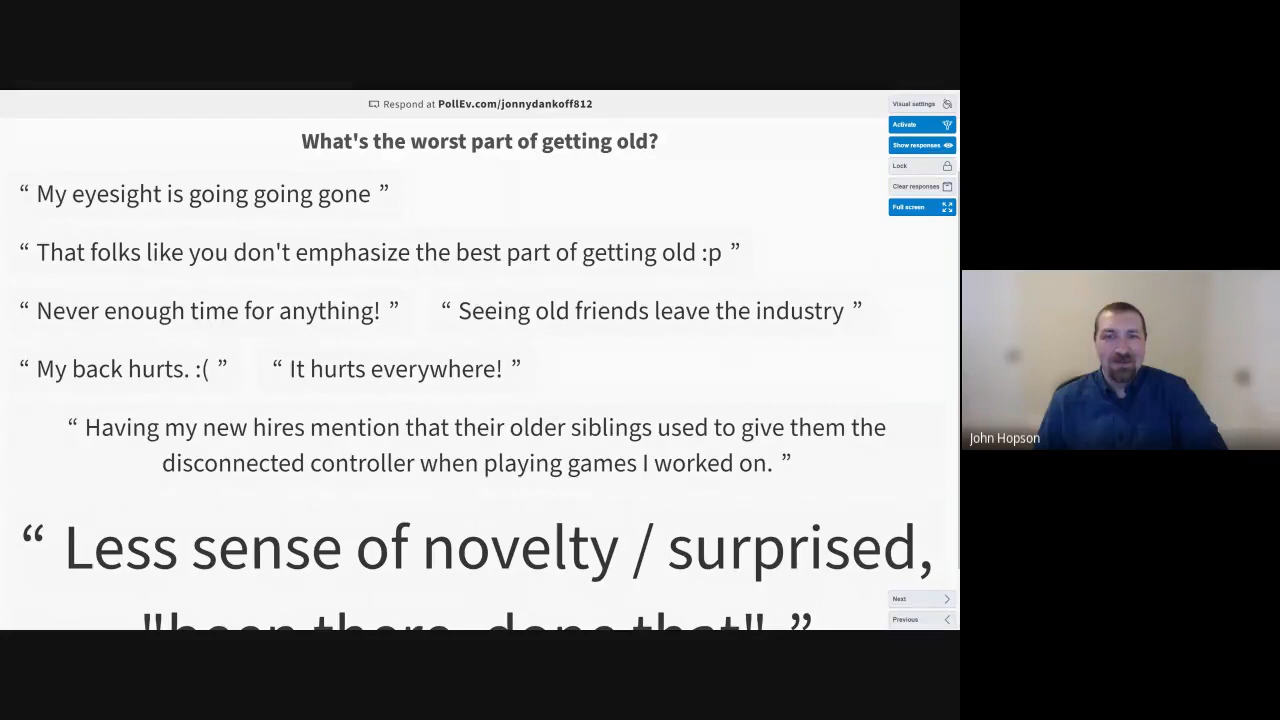 Respond at PollEv.com/jonnydankoff812
What's the worst part of getting old?
“ My eyesight is going going gone ”
“ That folks like you don't emphasize the best part of getting old :p ”
“ Never enough time for anything! ” “ Seeing old friends leave the industry ”
“ My back hurts. :( ” “ It hurts everywhere! ”
“ Having my new hires mention that their older siblings used to give them the
disconnected controller when playing games I worked on. ”
“ Less sense of novelty / surprised,
"been there, done that" ”
Visual settings
Activate
Show responses
Lock
Clear responses
Full screen
Next
Previous
John Hopson